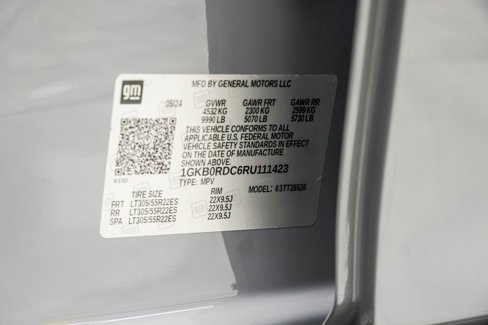 gm
MFD BY GENERAL MOTORS LLC
05/24 GVWR GAWR FRT GAWR RR
4532 KG 2300 KG 2599 KG
9990 LB 5070 LB 5730 LB
THIS VEHICLE CONFORMS TO ALL
APPLICABLE U.S. FEDERAL MOTOR
VEHICLE SAFETY STANDARDS IN EFFECT
ON THE DATE OF MANUFACTURE
SHOWN ABOVE.
1GKB0RDC6RU111423
633D TYPE: MPV MODEL: 63TT35526
TIRE SIZE RIM
FRT LT305/55R22ES 22X9.5J
RR LT305/55R22ES 22X9.5J
SPA LT305/55R22ES 22X9.5J